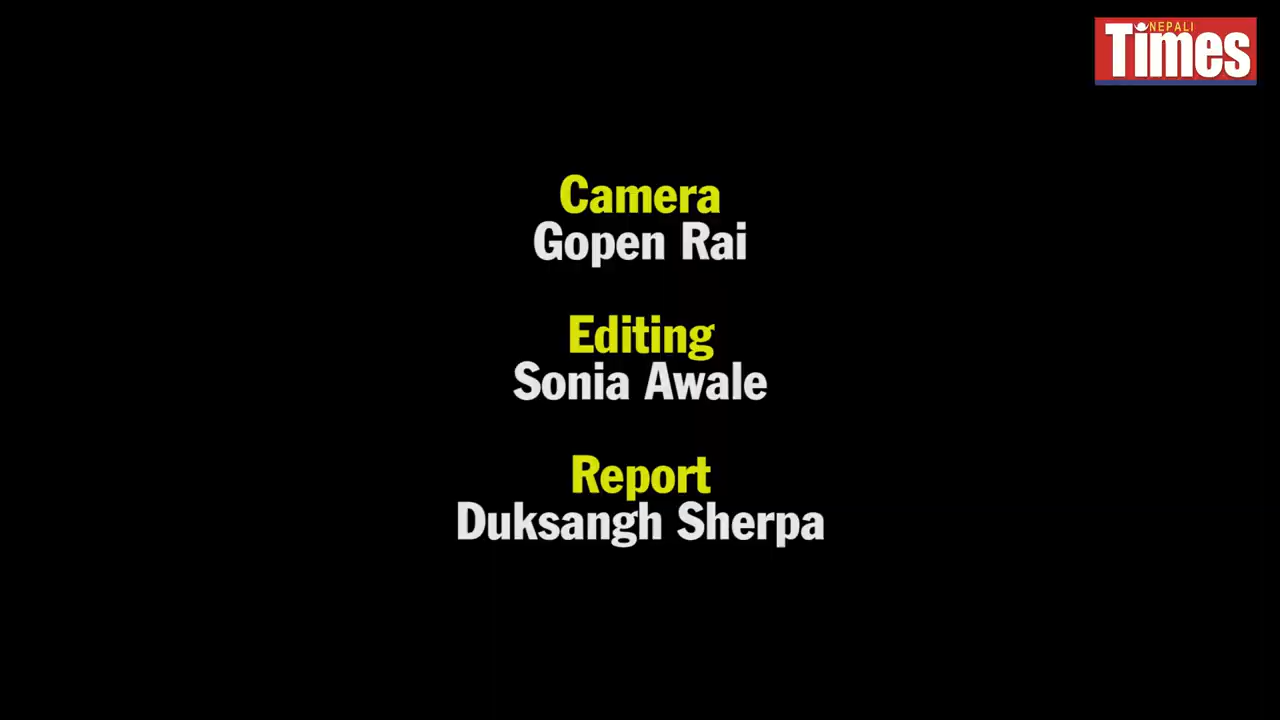 NEPALI
Times
Camera
Gopen Rai
Editing
Sonia Awale
Report
Duksangh Sherpa